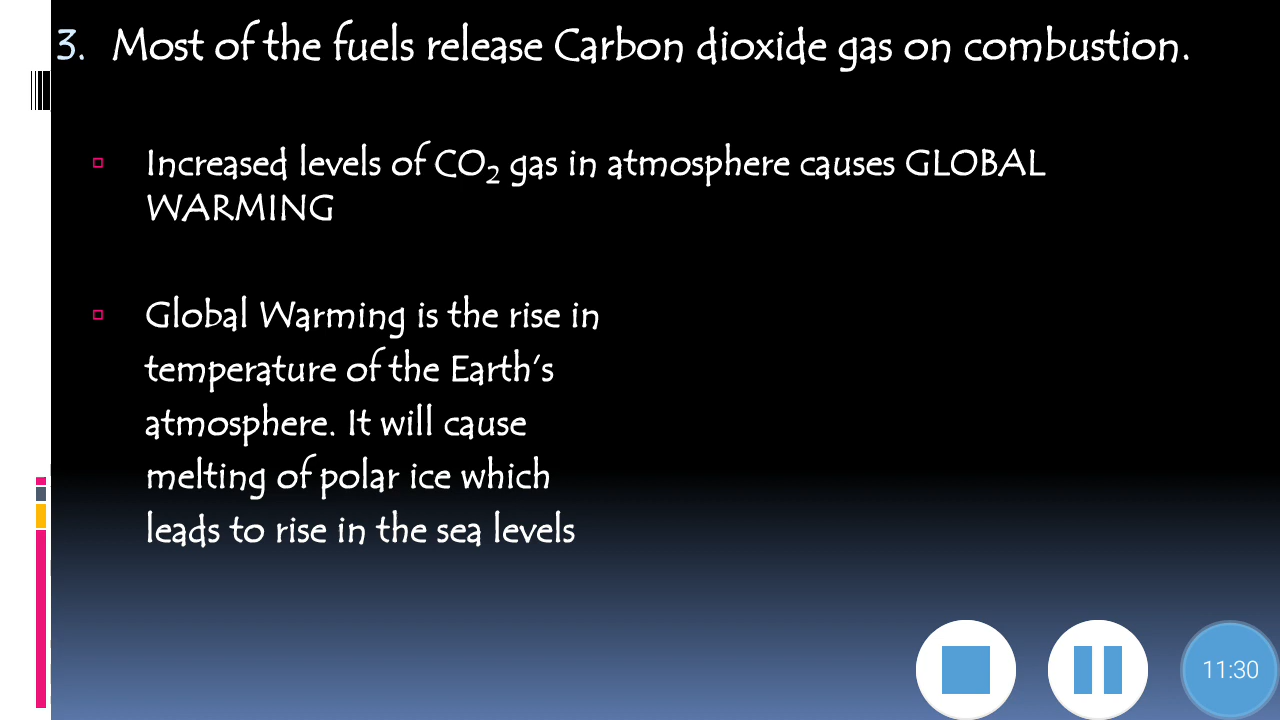 3. Most of the fuels release Carbon dioxide gas on combustion.
Increased levels of CO₂ gas in atmosphere causes GLOBAL
WARMING
Global Warming is the rise in
temperature of the Earth's
atmosphere. It will cause
melting of polar ice which
leads to rise in the sea levels
11:30